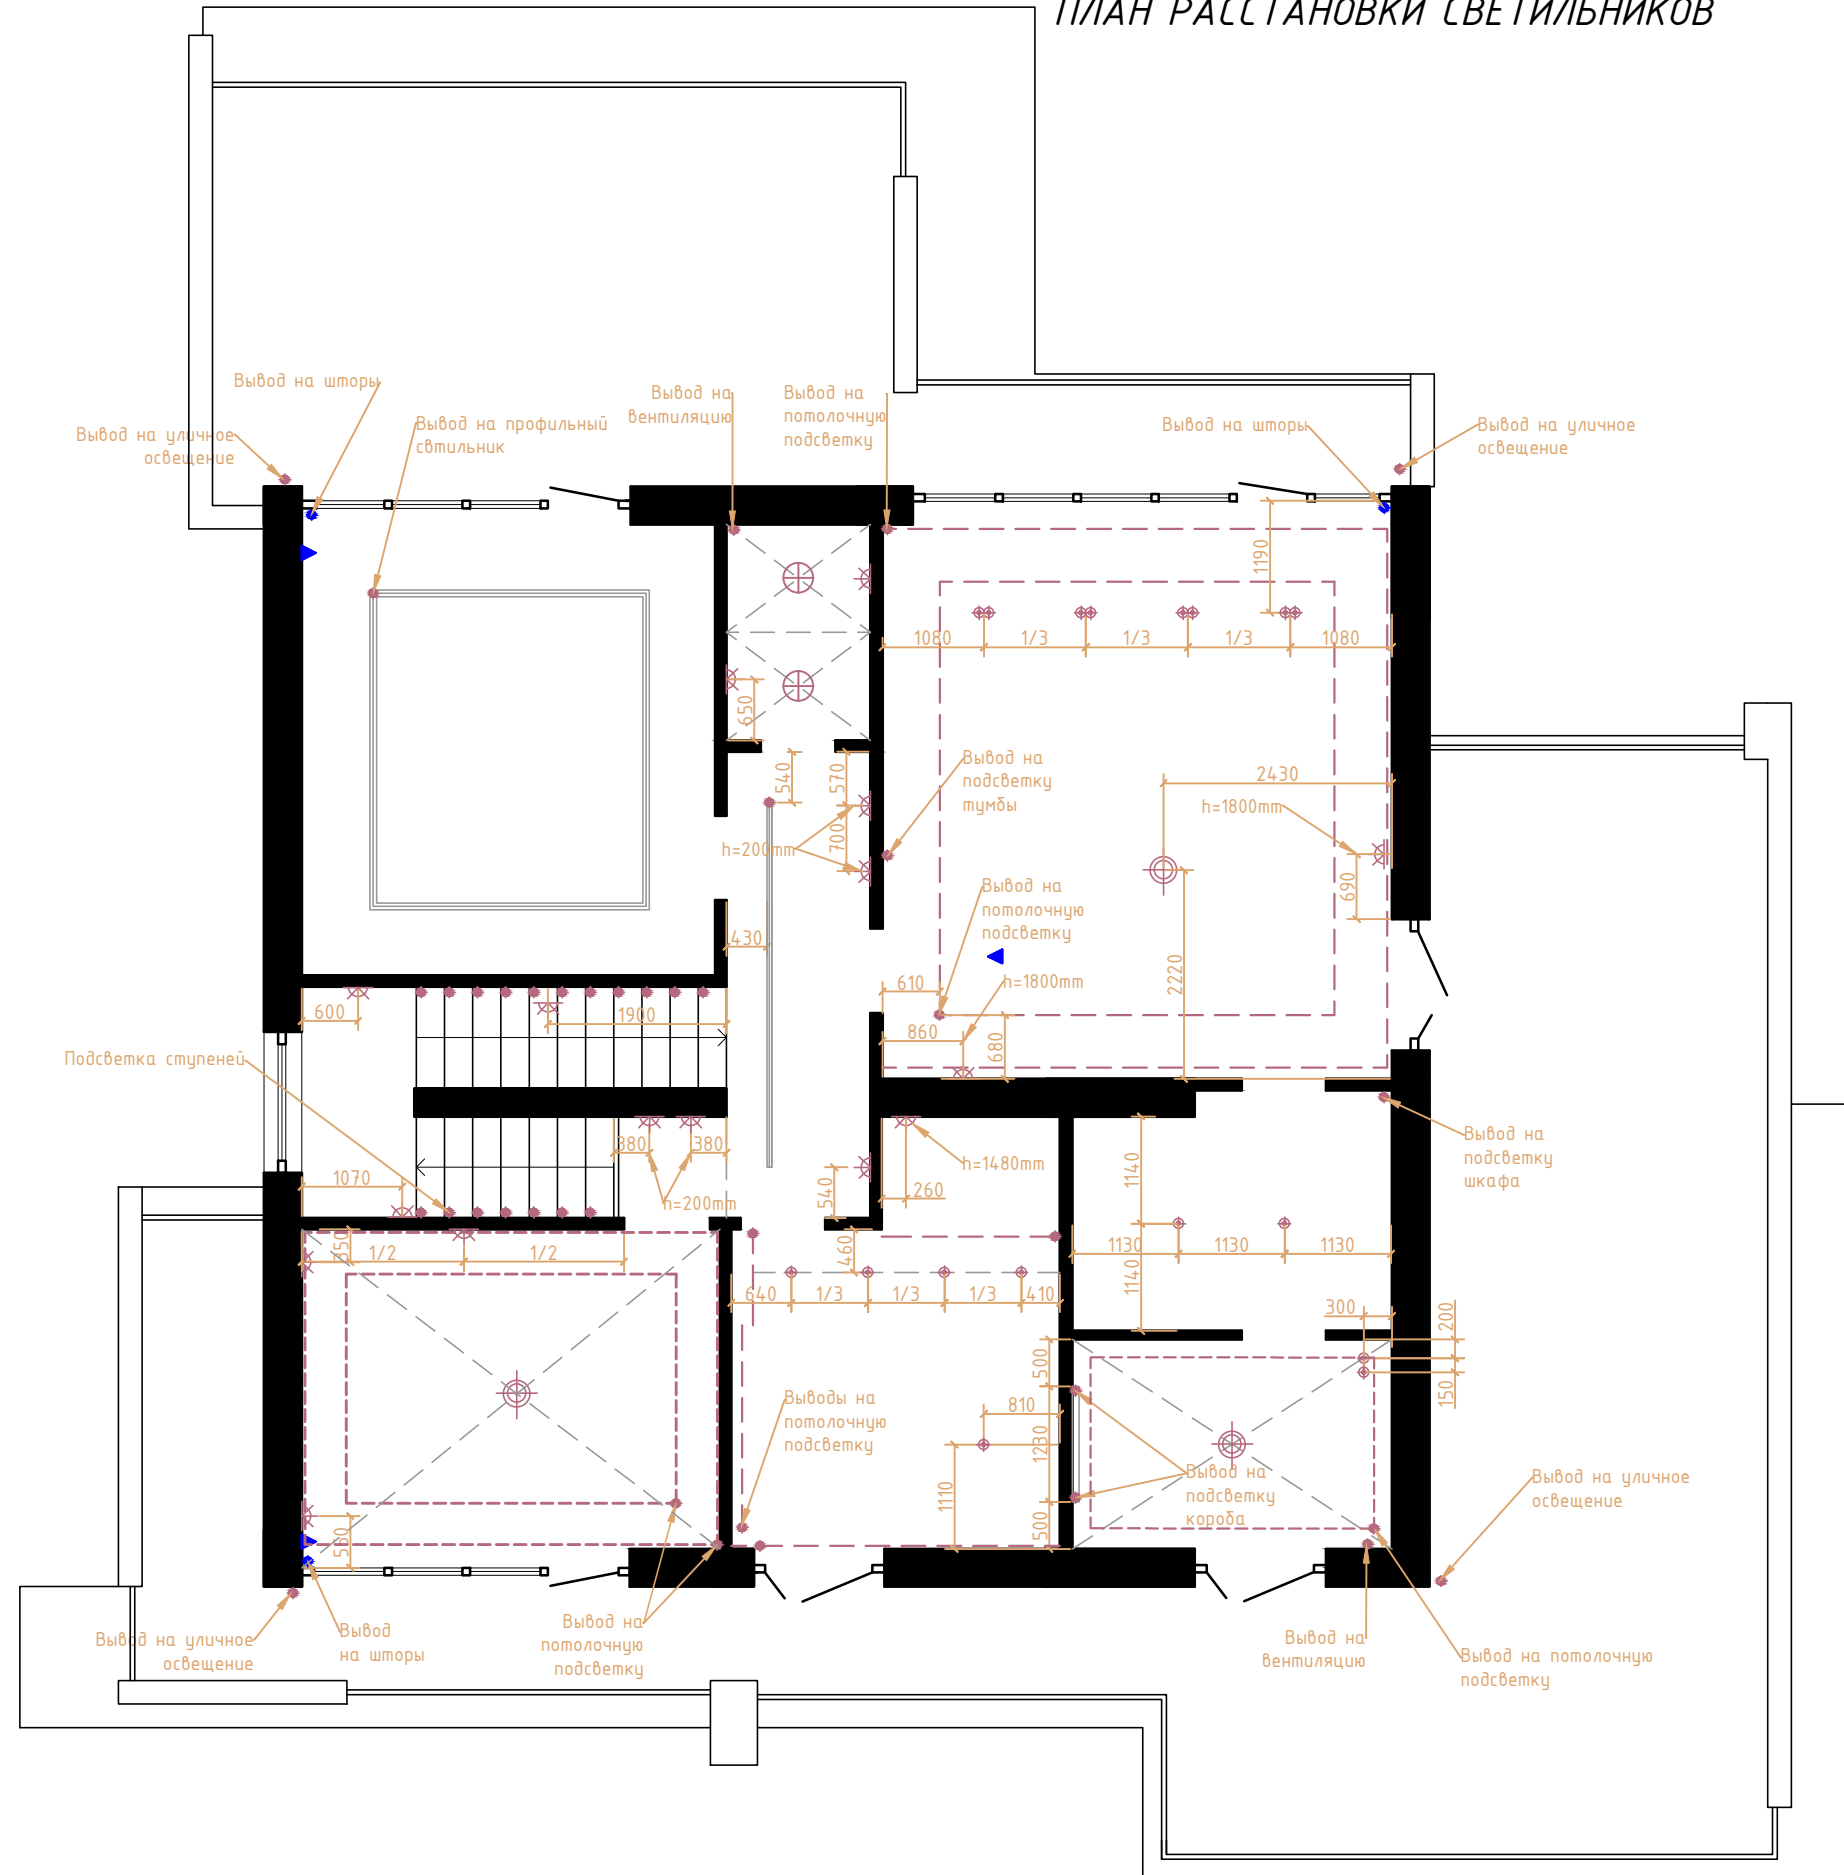 ПЛАН РАССТАНОВКИ СВЕТИЛЬНИКОВ
Вывод на шторы
Вывод на уличное
освещение
Вывод на профильный
свтильник
Вывод на
вентиляцию
Вывод на
потолочную
подсветку
Вывод на шторы
Вывод на уличное
освещение
1190
1080
1/3
1/3
1/3
1080
650
540
570
700
h=200mm
Вывод на
подсветку
тумбы
2430
h=1800mm
690
Вывод на
потолочную
подсветку
430
610
h=1800mm
2220
600
1900
860
680
Подсветка ступеней
380
380
h=200mm
1070
h=1480mm
260
540
1140
Вывод на
подсветку
шкафа
350
1/2
1/2
460
640
1/3
1/3
1/3
410
1130
1130
1130
1140
300
200
150
500
1230
500
810
1110
Выводы на
потолочную
подсветку
Вывод на
подсветку
короба
560
Вывод на уличное
освещение
Вывод на уличное
освещение
Вывод
на шторы
Вывод на
потолочную
подсветку
Вывод на
вентиляцию
Вывод на потолочную
подсветку